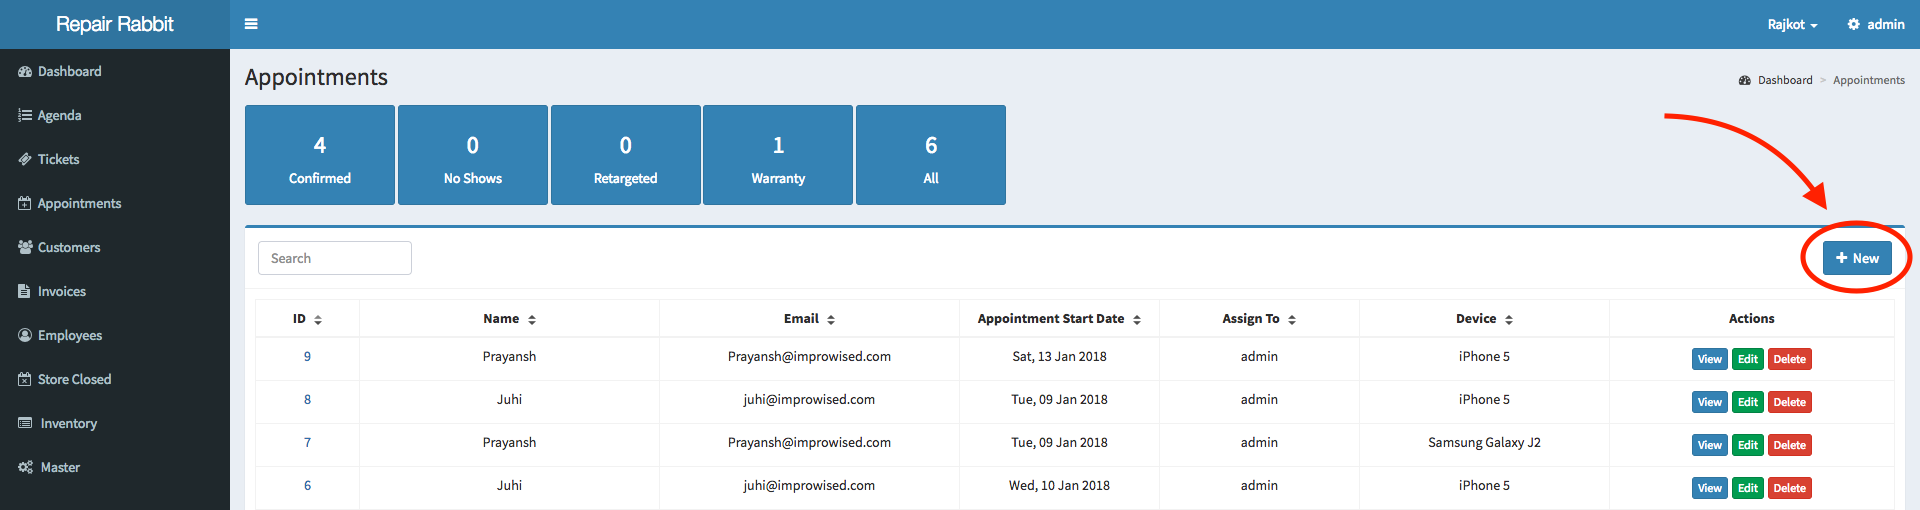 Repair Rabbit
Rajkot admin
Dashboard
Agenda
Tickets
Appointments
Customers
Invoices
Employees
Store Closed
Inventory
Master
Appointments
Dashboard > Appointments
4 0 0 1 6
Confirmed No Shows Retargeted Warranty All
Search + New
ID Name Email Appointment Start Date Assign To Device Actions
9 Prayansh Prayansh@improwised.com Sat, 13 Jan 2018 admin iPhone 5 View Edit Delete
8 Juhi juhi@improwised.com Tue, 09 Jan 2018 admin iPhone 5 View Edit Delete
7 Prayansh Prayansh@improwised.com Tue, 09 Jan 2018 admin Samsung Galaxy J2 View Edit Delete
6 Juhi juhi@improwised.com Wed, 10 Jan 2018 admin iPhone 5 View Edit Delete